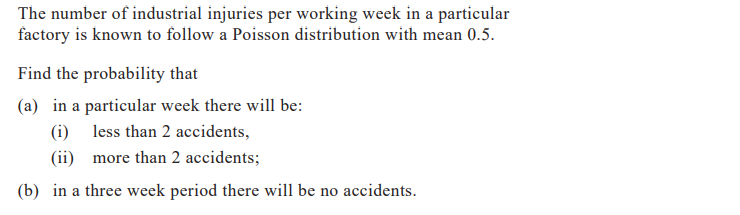 The number of industrial injuries per working week in a particular
factory is known to follow a Poisson distribution with mean 0.5.
Find the probability that
(a) in a particular week there will be:
(i) less than 2 accidents,
(ii) more than 2 accidents;
(b) in a three week period there will be no accidents.